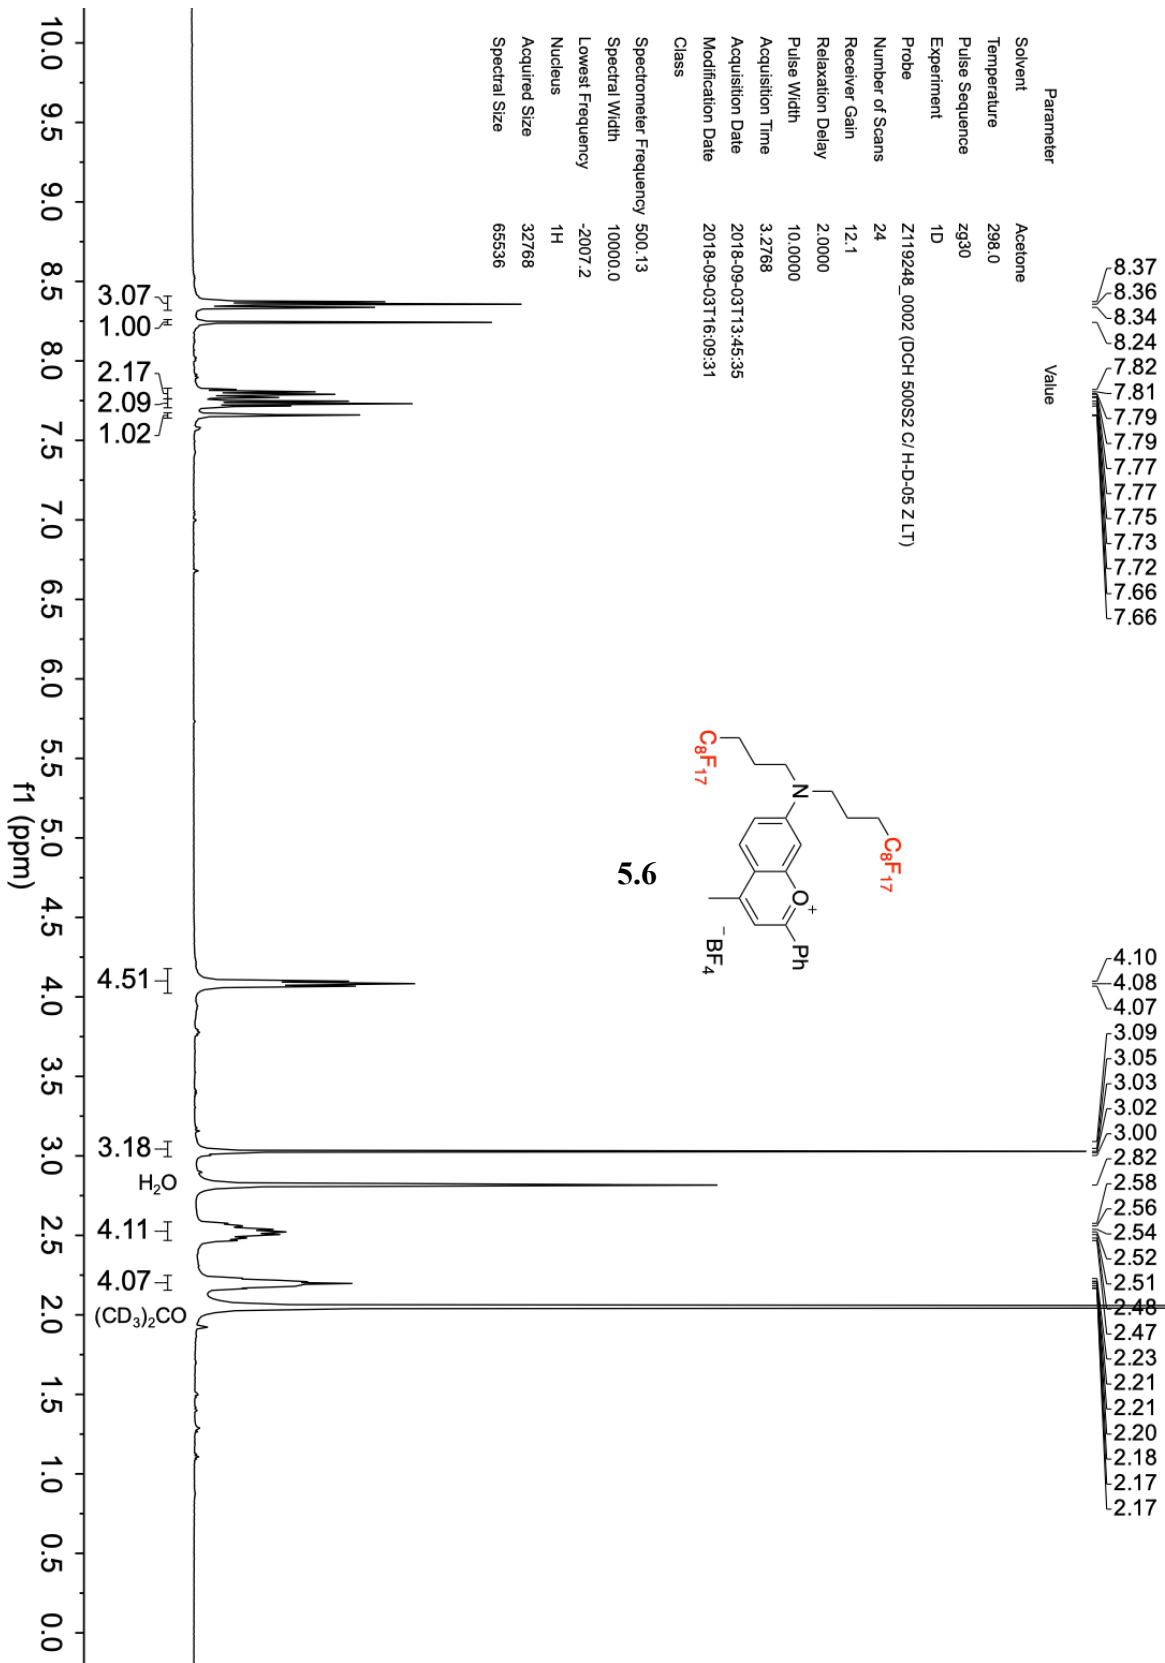 Parameter Value
Solvent Acetone
Temperature 298.0
Pulse Sequence zg30
Experiment 1D
Probe Z119248_0002 (DCH 500S2 C/ H-D-05 Z LT)
Number of Scans 24
Receiver Gain 12.1
Relaxation Delay 2.0000
Pulse Width 10.0000
Acquisition Time 3.2768
Acquisition Date 2018-09-03T13:45:35
Modification Date 2018-09-03T16:09:31
Class
Spectrometer Frequency 500.13
Spectral Width 10000.0
Lowest Frequency -2007.2
Nucleus 1H
Acquired Size 32768
Spectral Size 65536
8.37
8.36
8.34
8.24
7.82
7.81
7.79
7.79
7.77
7.77
7.75
7.73
7.72
7.66
7.66
4.10
4.08
4.07
3.09
3.05
3.03
3.02
3.00
2.82
2.58
2.56
2.54
2.52
2.51
2.48
2.47
2.23
2.21
2.21
2.20
2.18
2.17
2.17
C8F17
C8F17
N
O+
Ph
−BF4
5.6
3.07
1.00
2.17
2.09
1.02
4.51
3.18
H2O
4.11
4.07
(CD3)2CO
10.0 9.5 9.0 8.5 8.0 7.5 7.0 6.5 6.0 5.5 5.0 4.5 4.0 3.5 3.0 2.5 2.0 1.5 1.0 0.5 0.0
f1 (ppm)